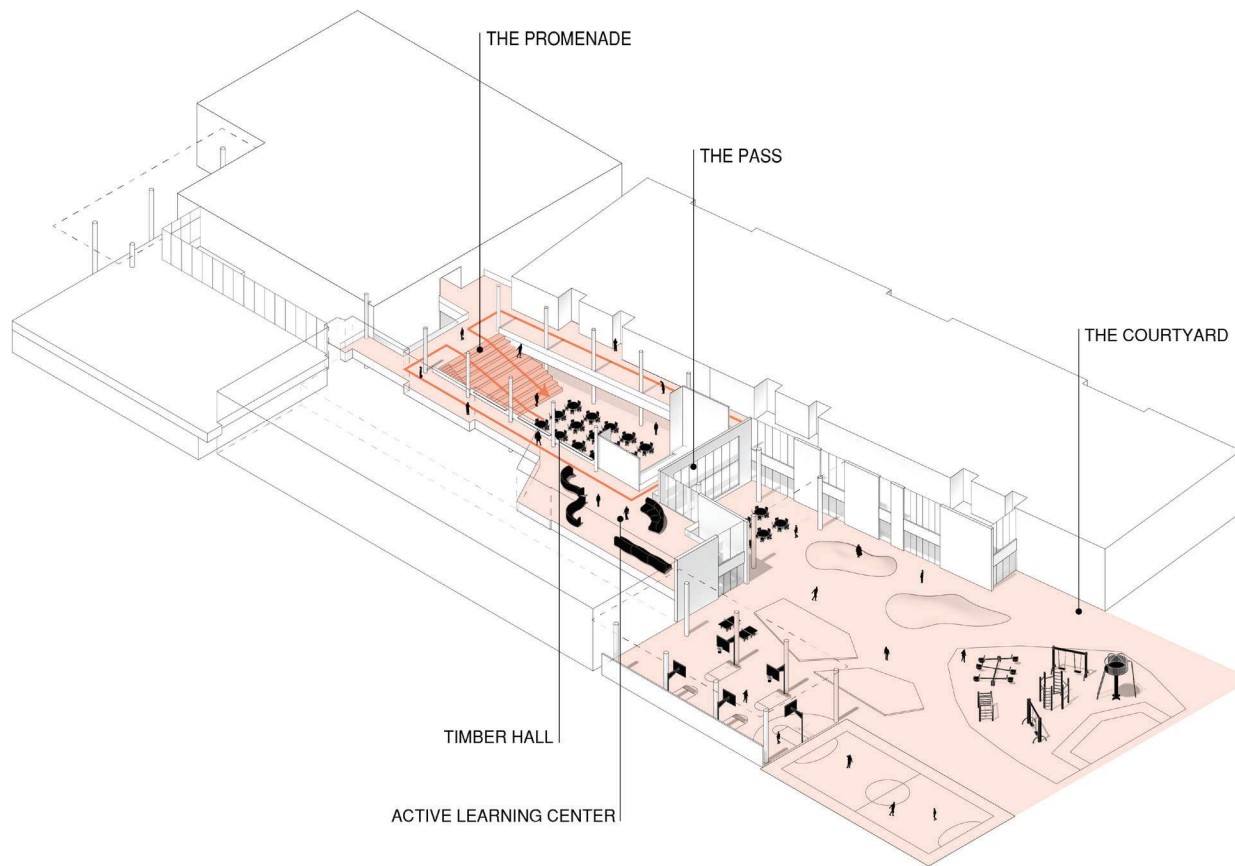 THE PROMENADE
THE PASS
THE COURTYARD
TIMBER HALL
ACTIVE LEARNING CENTER